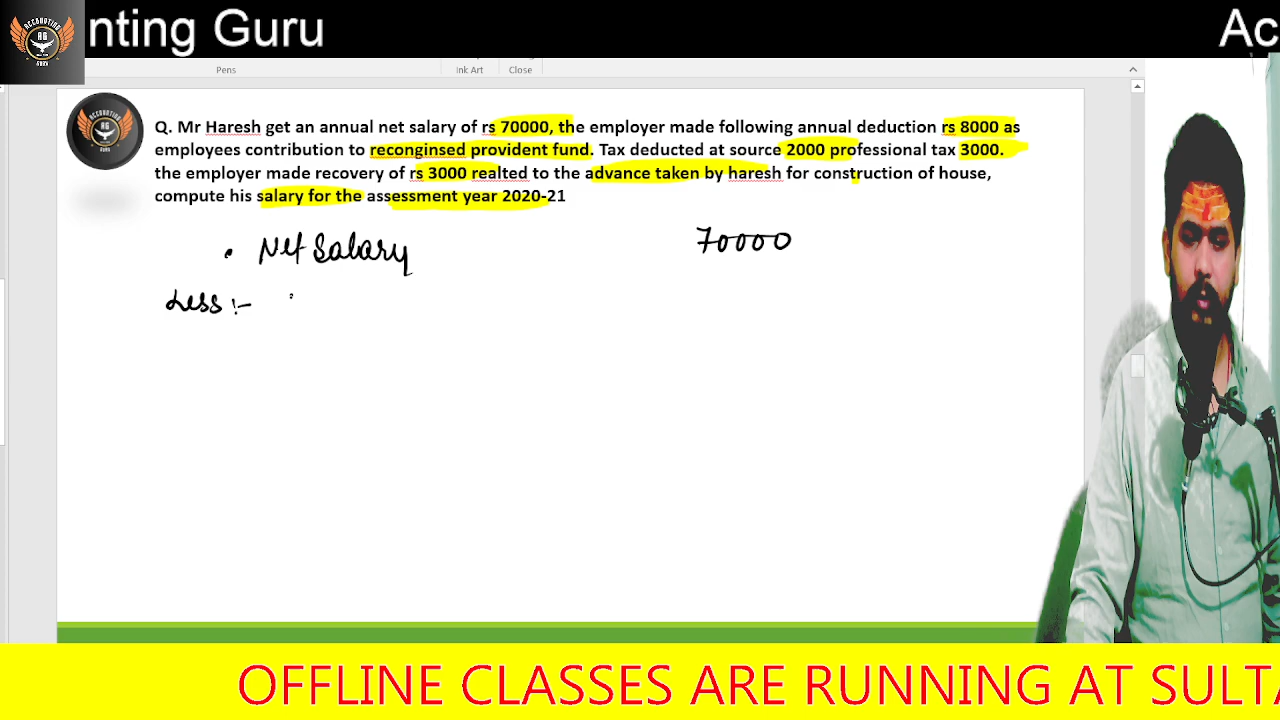 nting Guru
Ac
Pens
Ink Art
Close
Q. Mr Haresh get an annual net salary of rs 70000, the employer made following annual deduction rs 8000 as
employees contribution to reconginsed provident fund. Tax deducted at source 2000 professional tax 3000.
the employer made recovery of rs 3000 realted to the advance taken by haresh for construction of house,
compute his salary for the assessment year 2020-21
• Net Salary 70000
Less :-
OFFLINE CLASSES ARE RUNNING AT SULTA